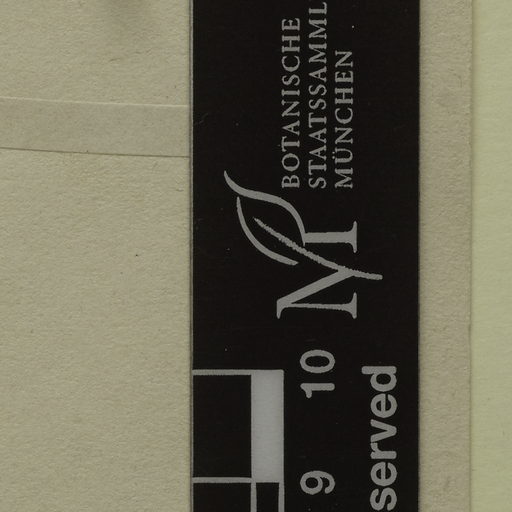 BOTANISCHE
STAATSSAMML
MÜNCHEN
9 10
served